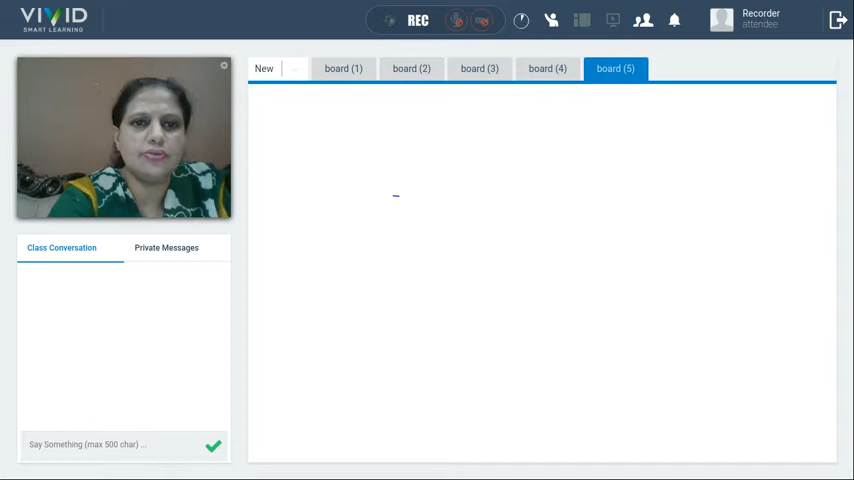 VIVID
SMART LEARNING
REC
Recorder
attendee
New
board (1)
board (2)
board (3)
board (4)
board (5)
Class Conversation
Private Messages
Say Something (max 500 char) ...